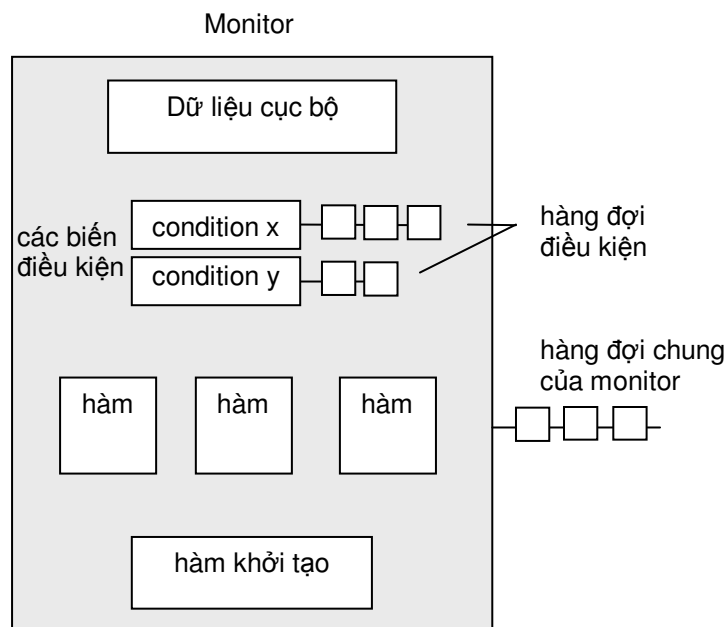 Monitor
Dữ liệu cục bộ
các biến
điều kiện
condition x
condition y
hàng đợi
điều kiện
hàng đợi chung
của monitor
hàm
hàm
hàm
hàm khởi tạo